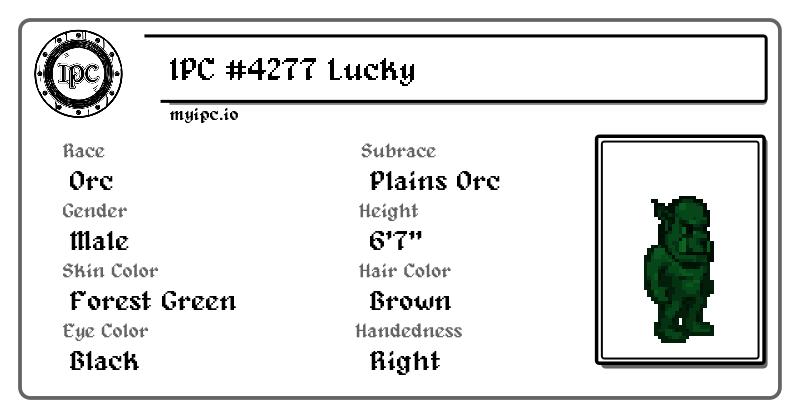 IPC
IPC #4277 Lucky
myipc.io
Race
Orc
Subrace
Plains Orc
Gender
Male
Height
6'7"
Skin Color
Forest Green
Hair Color
Brown
Eye Color
Black
Handedness
Right